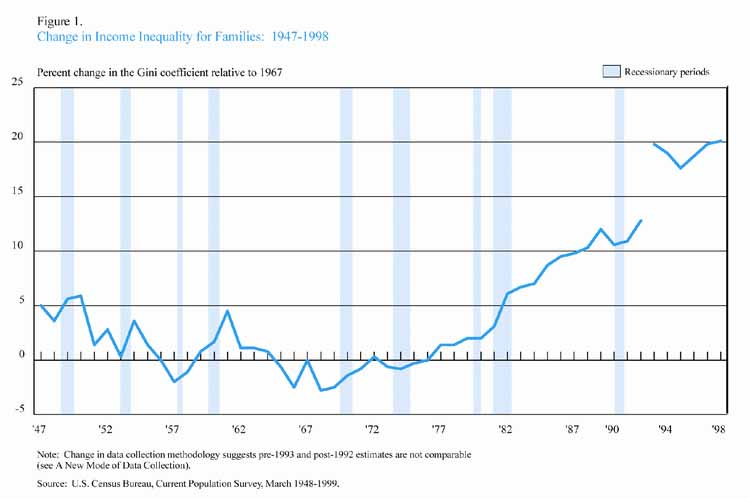 Figure 1.
Change in Income Inequality for Families: 1947-1998
Percent change in the Gini coefficient relative to 1967
Recessionary periods
25
20
15
10
5
0
-5
'47 '52 '57 '62 '67 '72 '77 '82 '87 '90 '94 '98
Note: Change in data collection methodology suggests pre-1993 and post-1992 estimates are not comparable
(see A New Mode of Data Collection).
Source: U.S. Census Bureau, Current Population Survey, March 1948-1999.